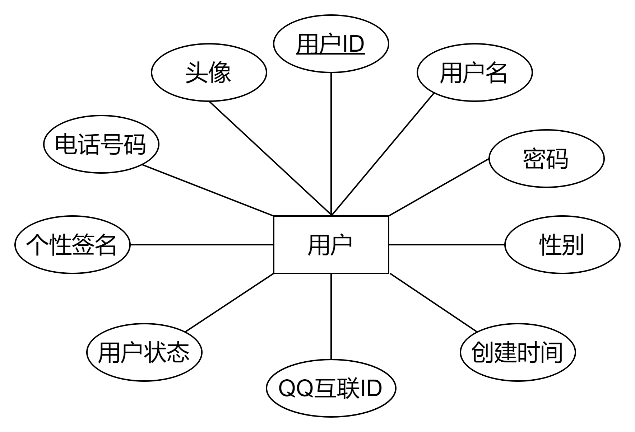 用户ID
头像
用户名
电话号码
密码
个性签名
用户
性别
用户状态
创建时间
QQ互联ID